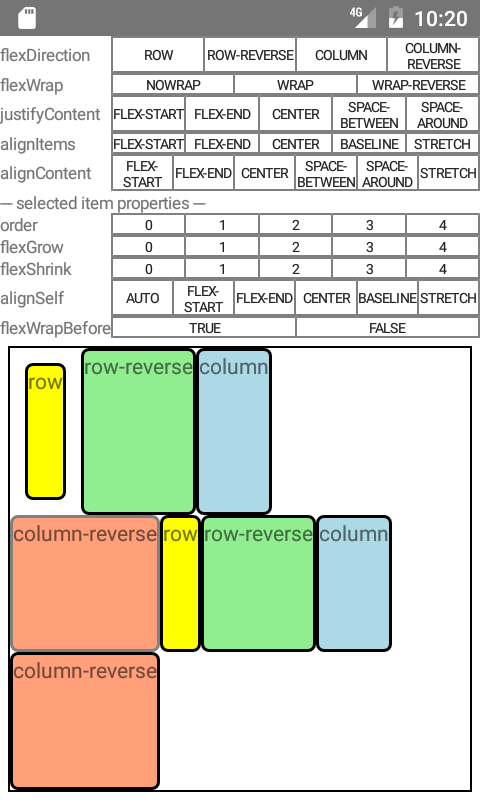 4G 10:20
flexDirection ROW ROW-REVERSE COLUMN COLUMN-
REVERSE
flexWrap NOWRAP WRAP WRAP-REVERSE
justifyContent FLEX-START FLEX-END CENTER SPACE-
BETWEEN SPACE-
AROUND
alignItems FLEX-START FLEX-END CENTER BASELINE STRETCH
alignContent FLEX-
START FLEX-END CENTER SPACE-
BETWEEN SPACE-
AROUND STRETCH
— selected item properties —
order 0 1 2 3 4
flexGrow 0 1 2 3 4
flexShrink 0 1 2 3 4
alignSelf AUTO FLEX-
START FLEX-END CENTER BASELINE STRETCH
flexWrapBefore TRUE FALSE
row row-reverse column
column-reverse row row-reverse column
column-reverse